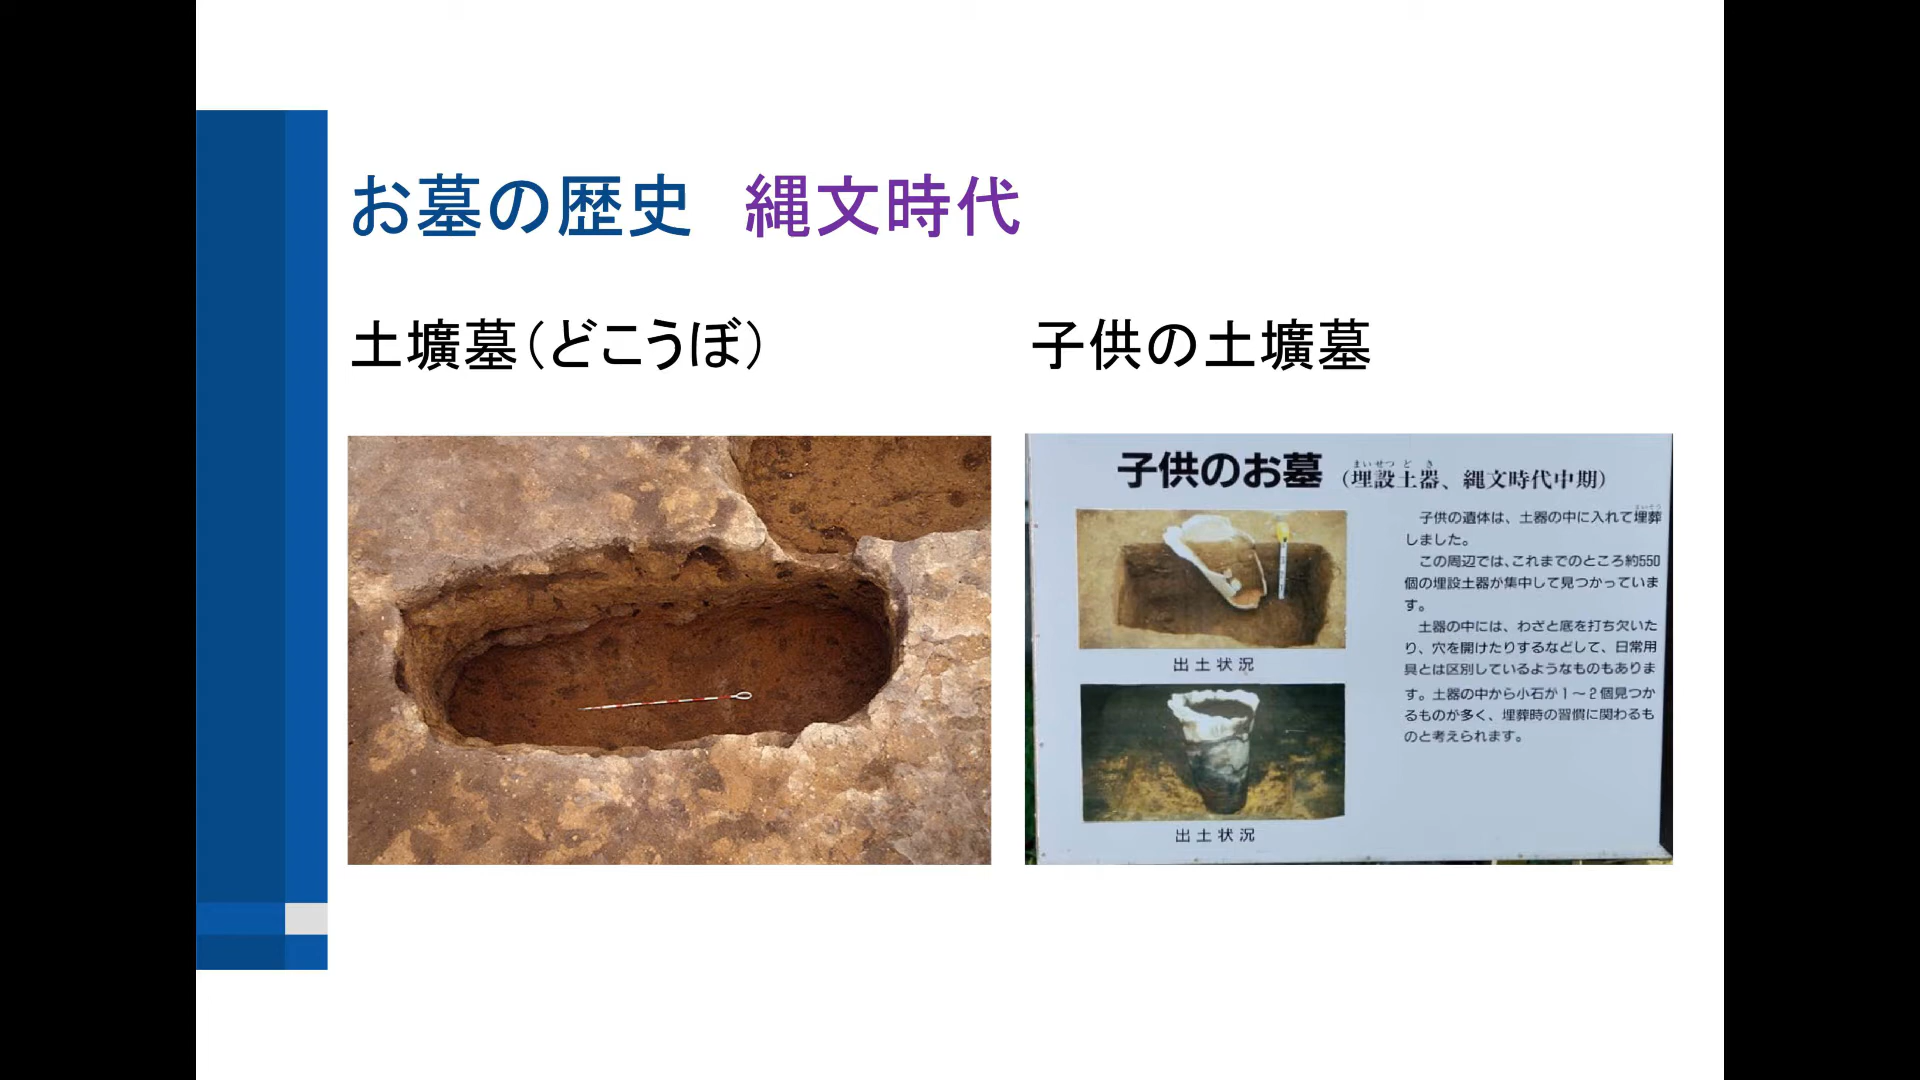 お墓の歴史　縄文時代
土壙墓（どこうぼ）
子供の土壙墓
子供のお墓（埋設土器、縄文時代中期）
まいせつどき
子供の遺体は、土器の中に入れて埋葬
まいそう
しました。
この周辺では、これまでのところ約550
個の埋設土器が集中して見つかっていま
す。
土器の中には、わざと底を打ち欠いた
り、穴を開けたりするなどして、日常用
具とは区別しているようなものもありま
す。土器の中から小石が1～2個見つか
るものが多く、埋葬時の習慣に関わるも
のと考えられます。
出土状況
出土状況